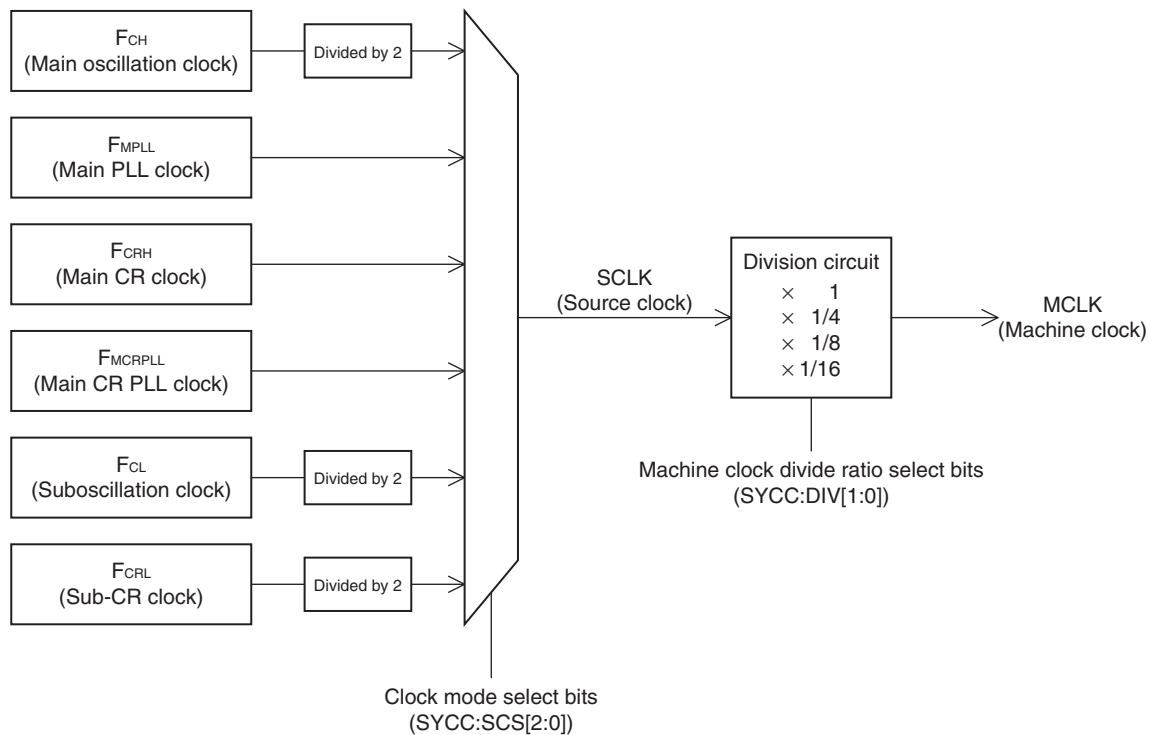 FCH
(Main oscillation clock)
Divided by 2
FMPLL
(Main PLL clock)
FCRH
(Main CR clock)
FMCRPLL
(Main CR PLL clock)
FCL
(Suboscillation clock)
Divided by 2
FCRL
(Sub-CR clock)
Divided by 2
Clock mode select bits
(SYCC:SCS[2:0])
SCLK
(Source clock)
Division circuit
× 1
× 1/4
× 1/8
× 1/16
Machine clock divide ratio select bits
(SYCC:DIV[1:0])
MCLK
(Machine clock)